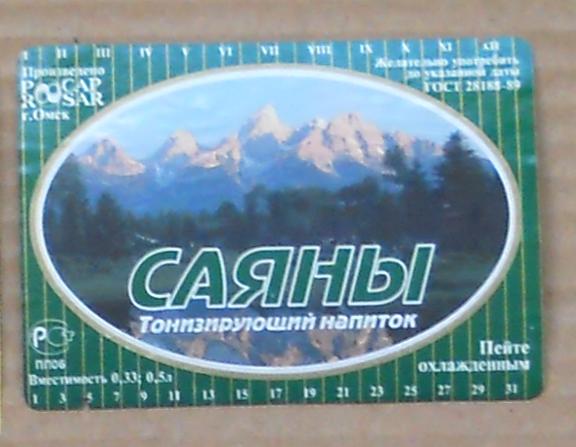 I II III IV V VI VII VIII IX X XI XII
Произведено
РОСАР
ROSAR
г.Омск
Желательно употребить
до указанной даты
ГОСТ 28188-89
САЯНЫ
Тонизирующий напиток
РСТ
ПП06
Вместимость 0,33; 0,5л
Пейте
охлажденным
1 3 5 7 9 11 13 15 17 19 21 23 25 27 29 31